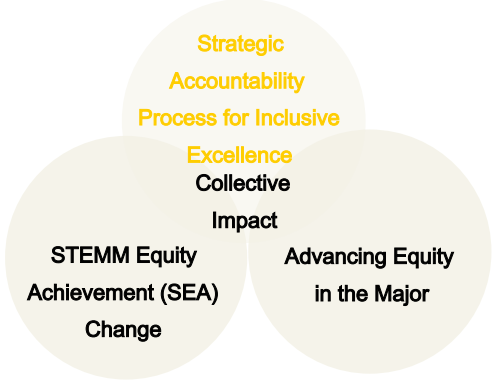 Strategic
Accountability
Process for Inclusive
Excellence
Collective
Impact
STEMM Equity
Achievement (SEA)
Change
Advancing Equity
in the Major